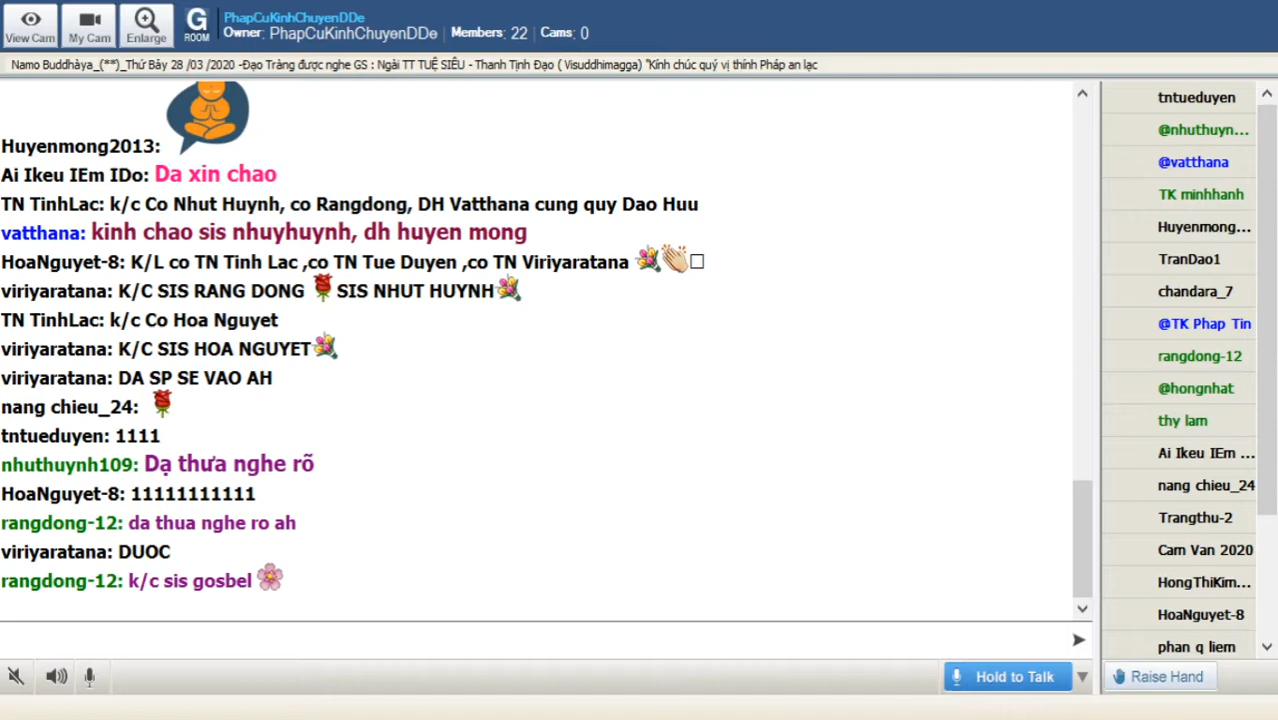 View Cam
My Cam
Enlarge
G
ROOM
PhapCuKinhChuyenDDe
Owner: PhapCuKinhChuyenDDe Members: 22 Cams: 0
Namo Buddhàya_(**)_Thứ Bảy 28 /03 /2020 -Đạo Tràng được nghe GS : Ngài TT TUỆ SIÊU - Thanh Tịnh Đạo ( Visuddhimagga) "Kính chúc quý vị thính Pháp an lạc
Huyenmong2013:
Ai Ikeu IEm IDo: Da xin chao
TN TinhLac: k/c Co Nhut Huynh, co Rangdong, DH Vatthana cung quy Dao Huu
vatthana: kinh chao sis nhuyhuynh, dh huyen mong
HoaNguyet-8: K/L co TN Tinh Lac ,co TN Tue Duyen ,co TN Viriyaratana 💐👏□
viriyaratana: K/C SIS RANG DONG 🌹SIS NHUT HUYNH💐
TN TinhLac: k/c Co Hoa Nguyet
viriyaratana: K/C SIS HOA NGUYET💐
viriyaratana: DA SP SE VAO AH
nang chieu_24: 🌹
tntueduyen: 1111
nhuthuynh109: Dạ thưa nghe rõ
HoaNguyet-8: 11111111111
rangdong-12: da thua nghe ro ah
viriyaratana: DUOC
rangdong-12: k/c sis gosbel 🌸
Hold to Talk
tntueduyen
@nhuthuyn...
@vatthana
TK minhhanh
Huyenmong...
TranDao1
chandara_7
@TK Phap Tin
rangdong-12
@hongnhat
thy lam
Ai Ikeu IEm ...
nang chieu_24
Trangthu-2
Cam Van 2020
HongThiKim...
HoaNguyet-8
phan q liem
Raise Hand